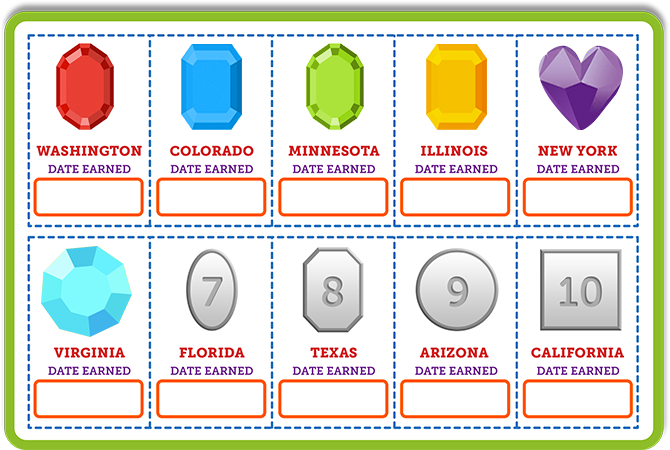 WASHINGTON
DATE EARNED
COLORADO
DATE EARNED
MINNESOTA
DATE EARNED
ILLINOIS
DATE EARNED
NEW YORK
DATE EARNED
VIRGINIA
DATE EARNED
7
FLORIDA
DATE EARNED
8
TEXAS
DATE EARNED
9
ARIZONA
DATE EARNED
10
CALIFORNIA
DATE EARNED